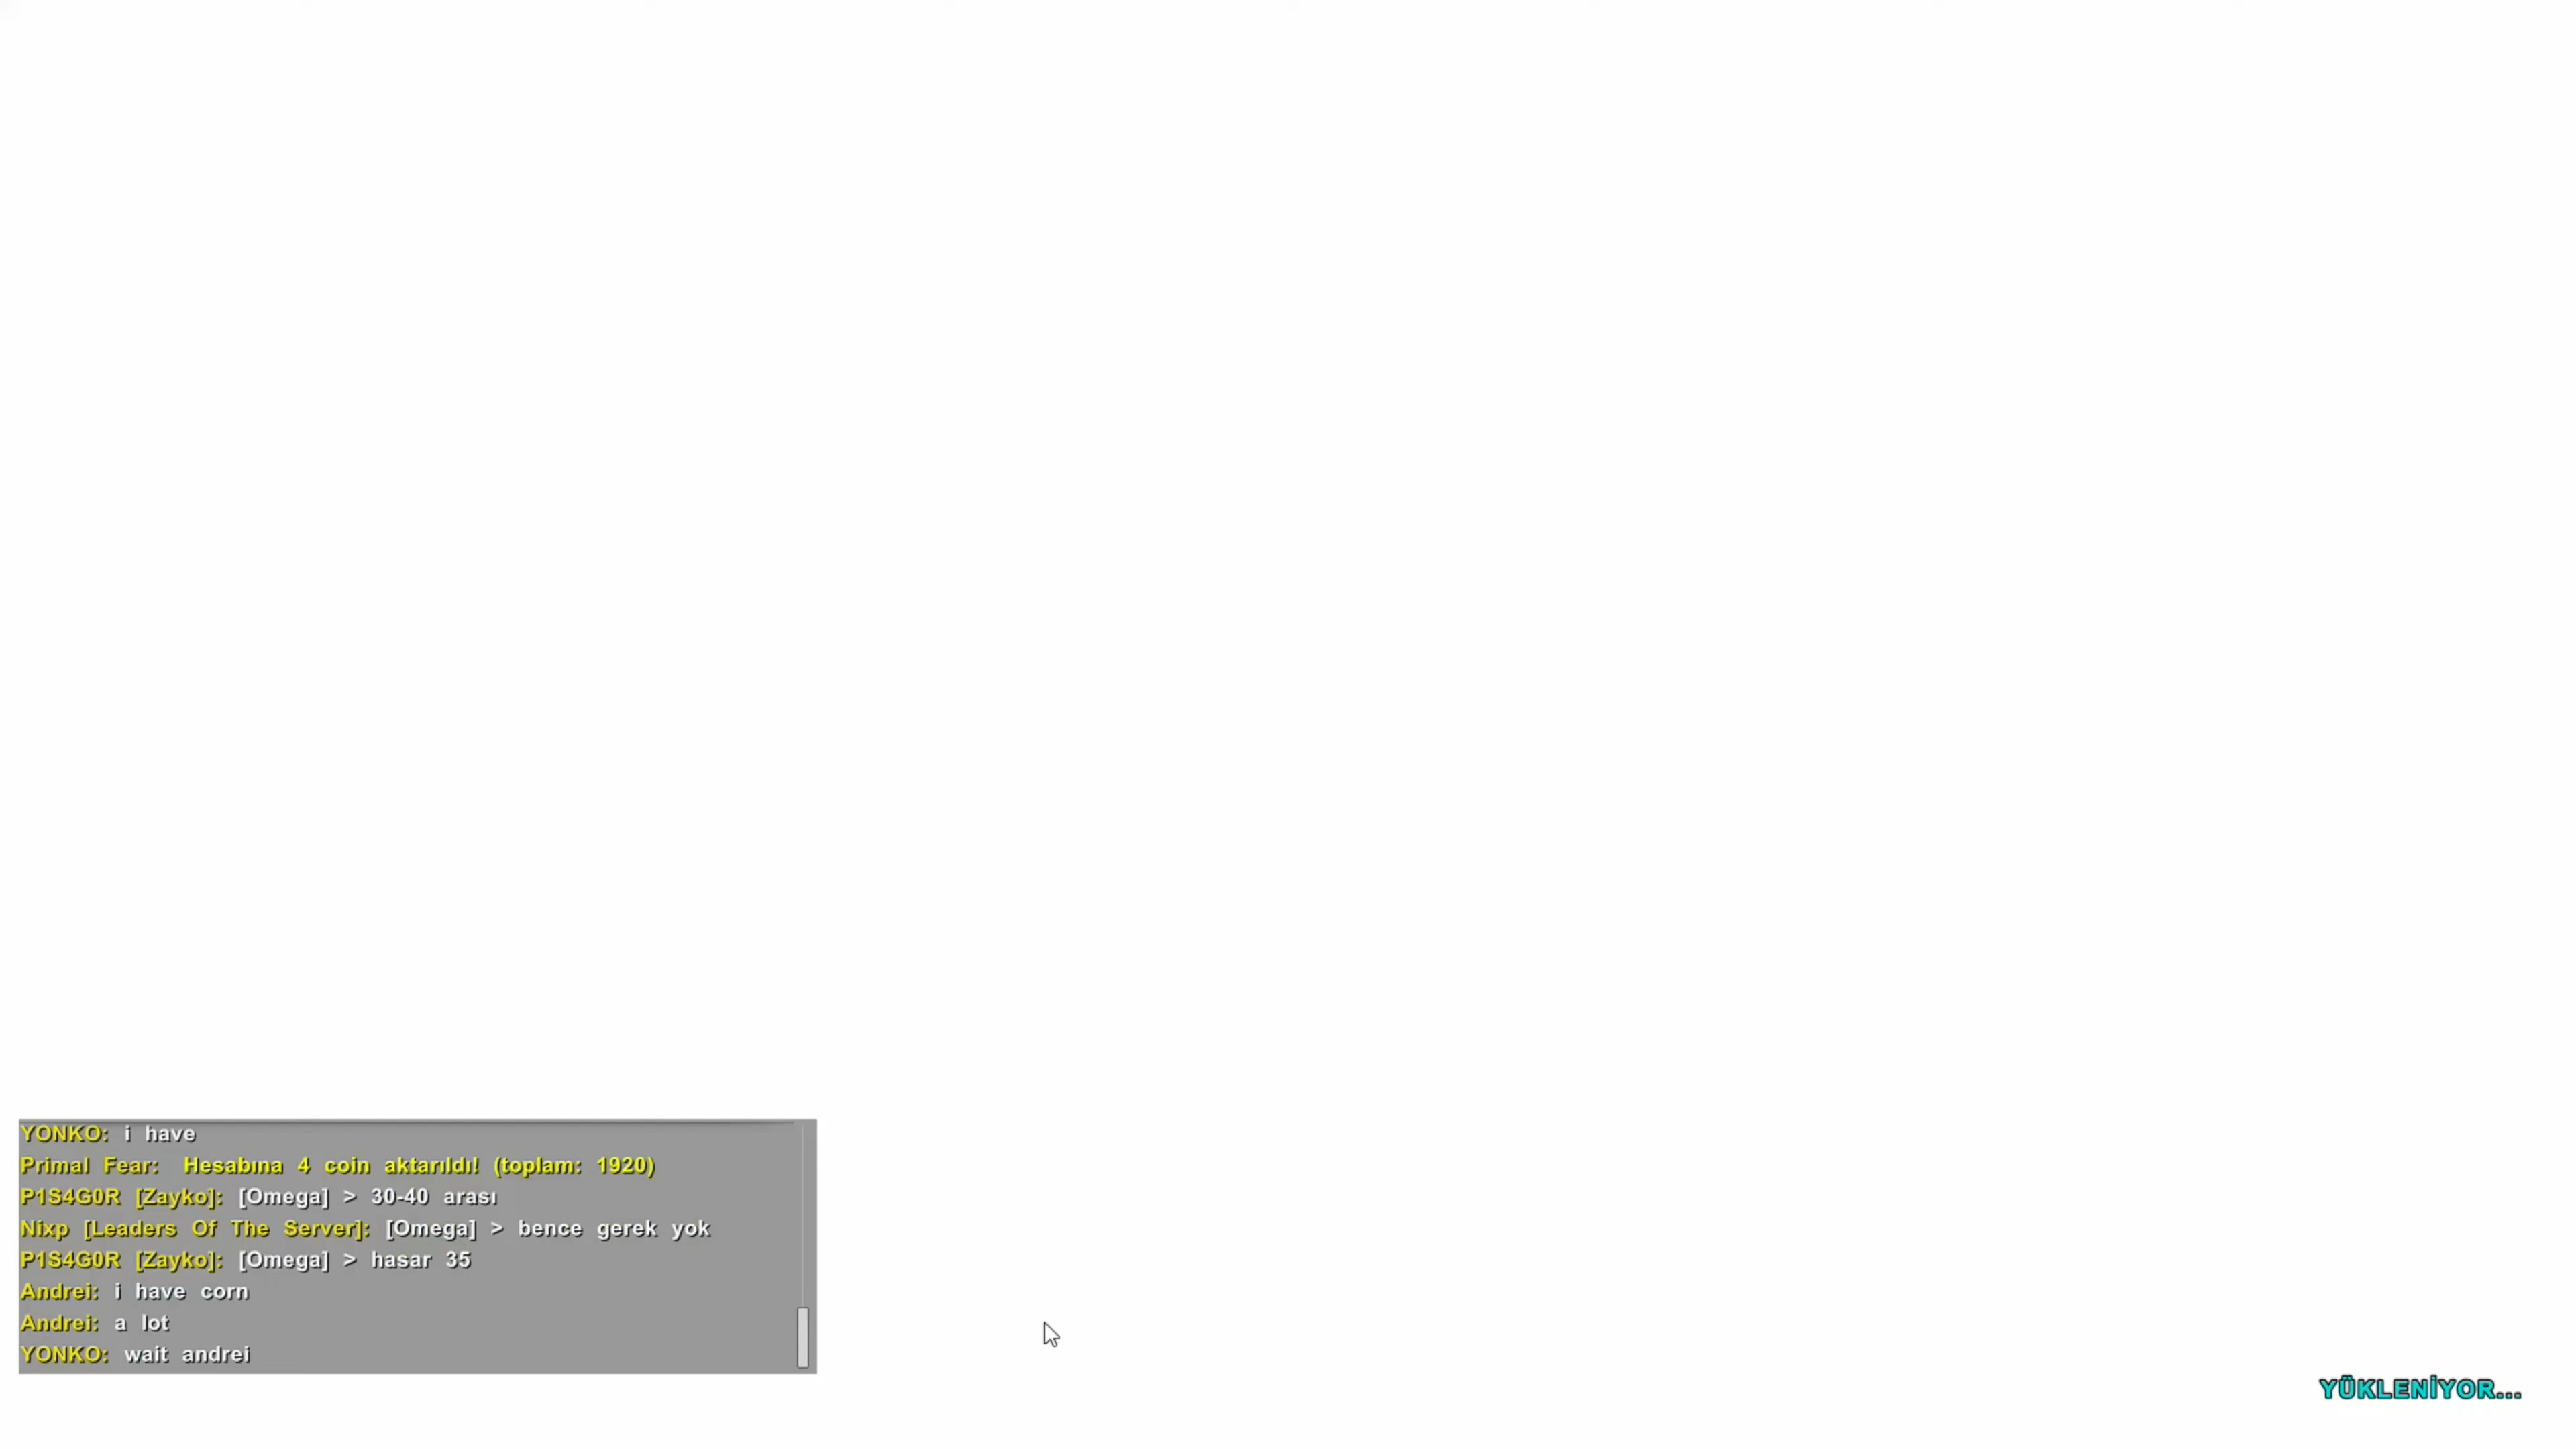 YONKO: i have
Primal Fear: Hesabına 4 coin aktarıldı! (toplam: 1920)
P1S4G0R [Zayko]: [Omega] > 30-40 arası
Nixp [Leaders Of The Server]: [Omega] > bence gerek yok
P1S4G0R [Zayko]: [Omega] > hasar 35
Andrei: i have corn
Andrei: a lot
YONKO: wait andrei
YÜKLENİYOR...